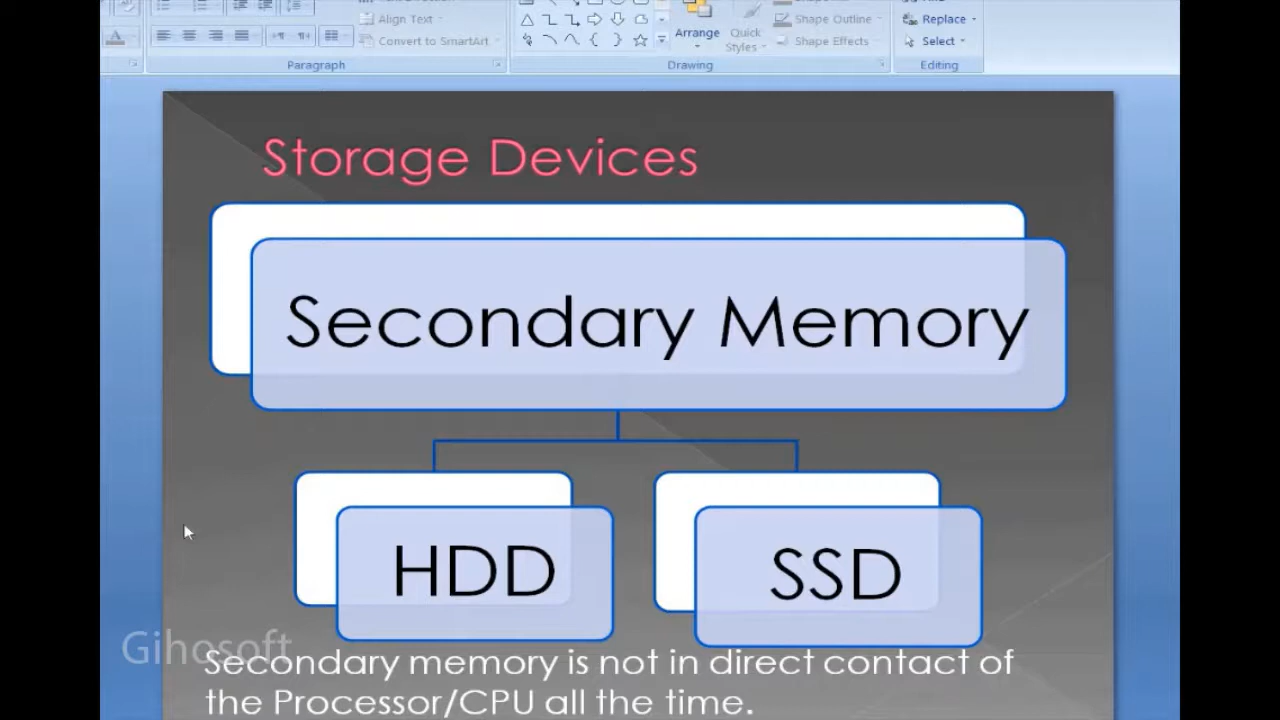 Align Text
Convert to SmartArt
Arrange
Quick
Styles
Shape Outline
Shape Effects
Replace
Select
Paragraph
Drawing
Editing
Storage Devices
Secondary Memory
HDD
SSD
Gihosoft
Secondary memory is not in direct contact of
the Processor/CPU all the time.